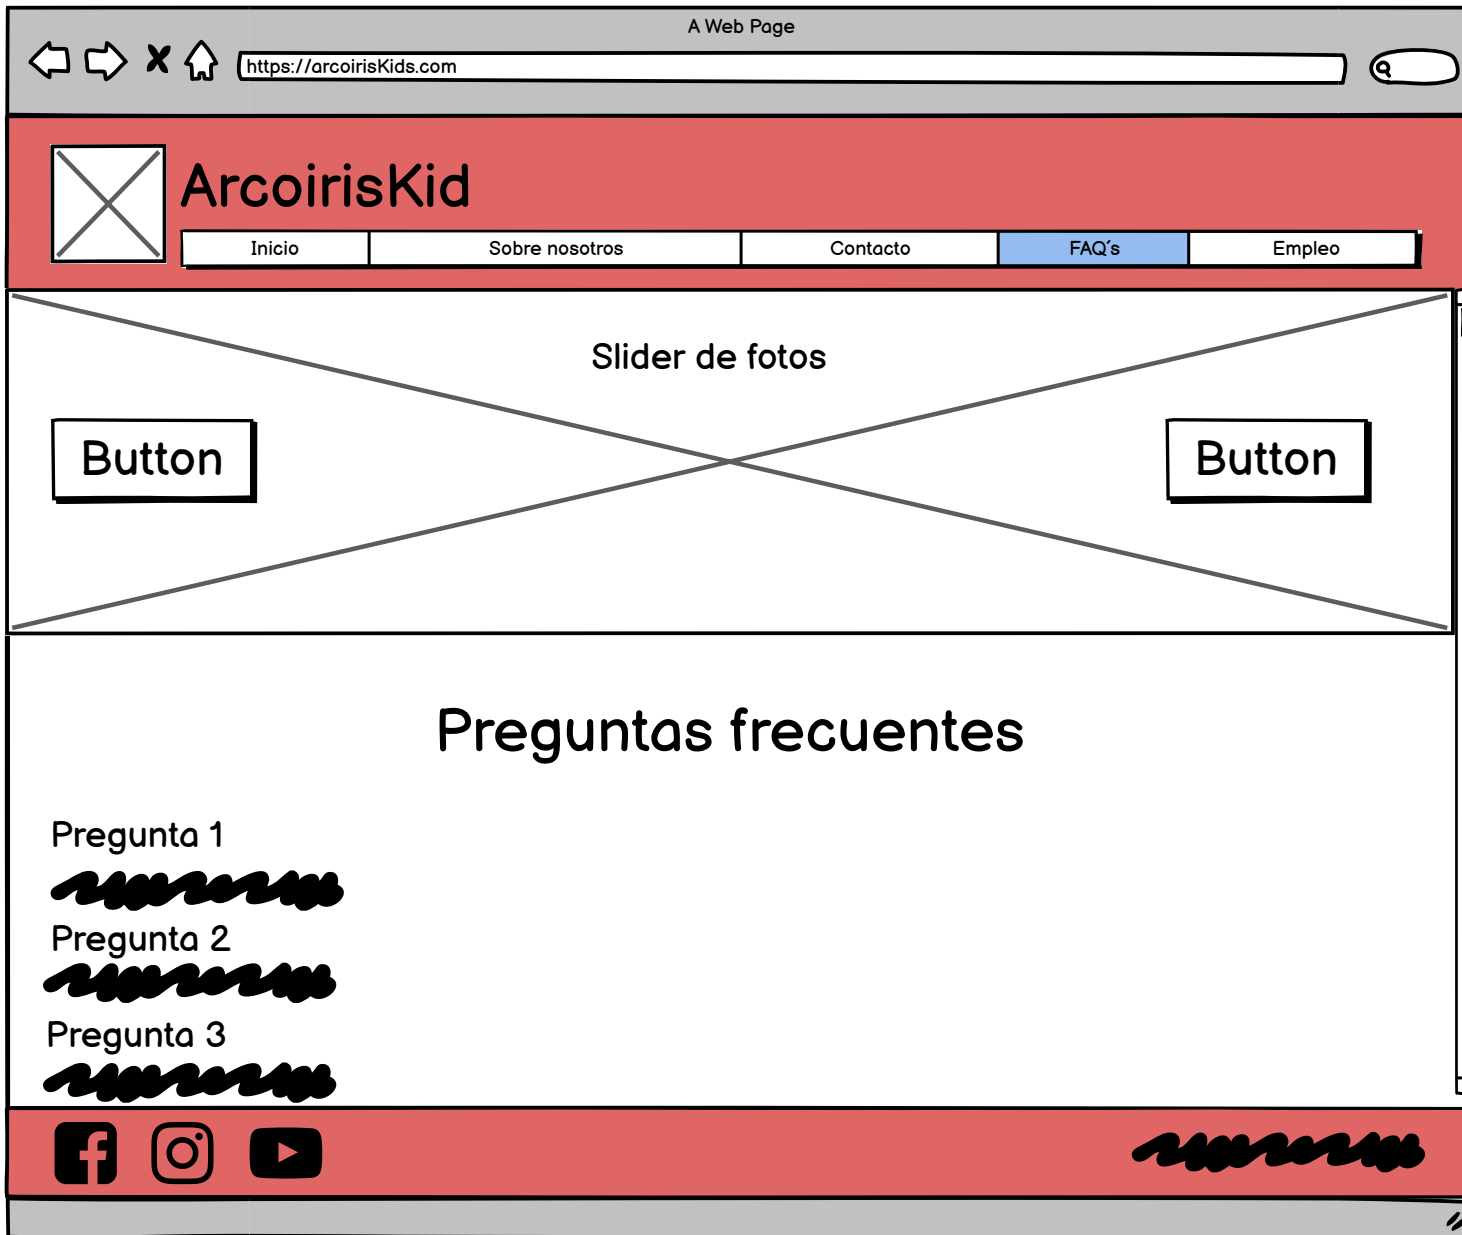 A Web Page
https://arcoirisKids.com
ArcoirisKid
Inicio Sobre nosotros Contacto FAQ´s Empleo
Slider de fotos
Button Button
Preguntas frecuentes
Pregunta 1
Pregunta 2
Pregunta 3